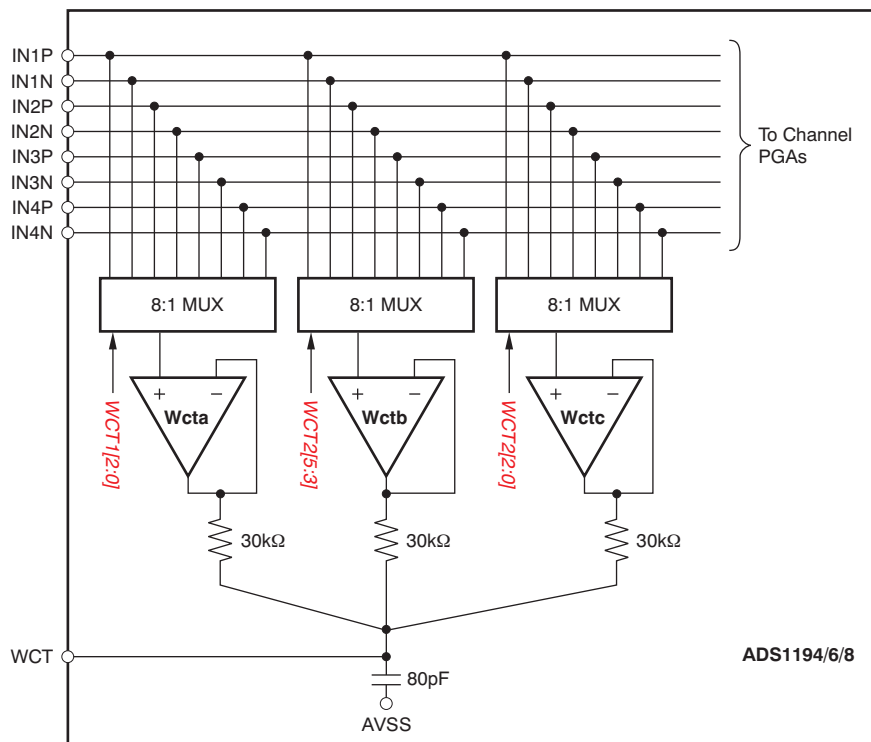 IN1P
IN1N
IN2P
IN2N
IN3P
IN3N
IN4P
IN4N
To Channel
PGAs
8:1 MUX
8:1 MUX
8:1 MUX
WCT1[2:0]
+ −
Wcta
WCT2[5:3]
+ −
Wctb
WCT2[2:0]
+ −
Wctc
30kΩ
30kΩ
30kΩ
WCT
ADS1194/6/8
80pF
AVSS